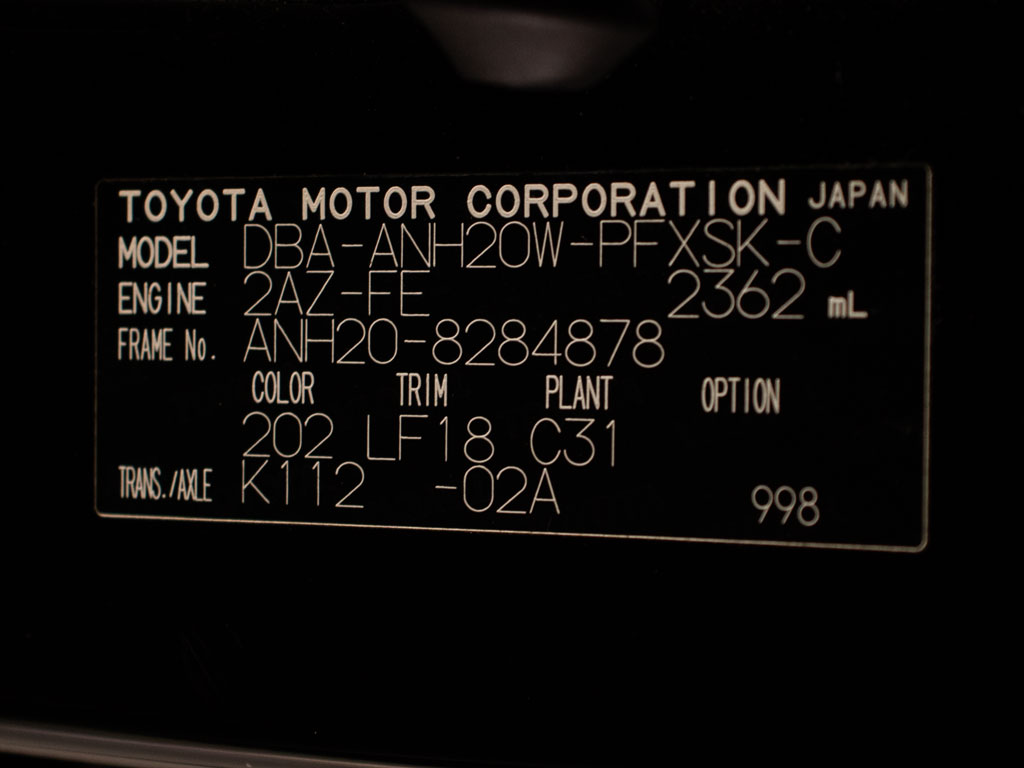 TOYOTA MOTOR CORPORATION JAPAN
MODEL DBA-ANH20W-PFXSK-C
ENGINE 2AZ-FE 2362 mL
FRAME No. ANH20-8284878
COLOR TRIM PLANT OPTION
202 LF18 C31
TRANS./AXLE K112 -02A 998